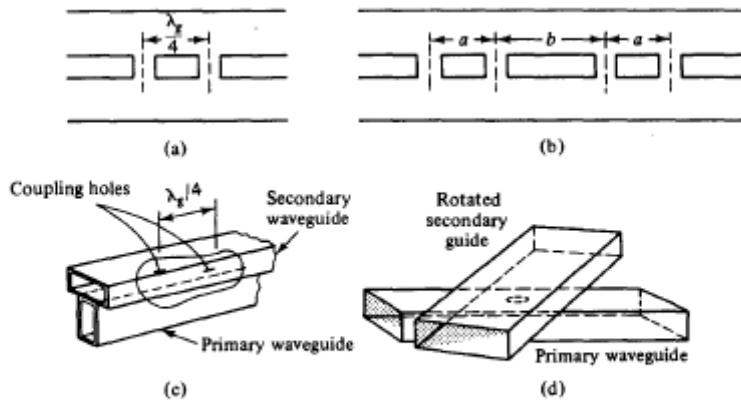 λg
4
a b a
(a)
(b)
Coupling holes
λg/4
Secondary
waveguide
Primary waveguide
(c)
Rotated
secondary
guide
Primary waveguide
(d)